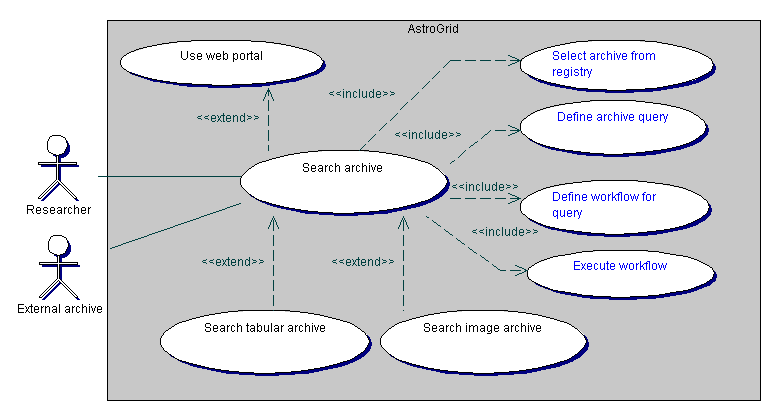 AstroGrid
Use web portal
Select archive from
registry
<<include>>
<<extend>>
Define archive query
<<include>>
Search archive
<<include>>
Define workflow for
query
Researcher
<<include>>
<<extend>>
<<extend>>
Execute workflow
External archive
Search tabular archive
Search image archive